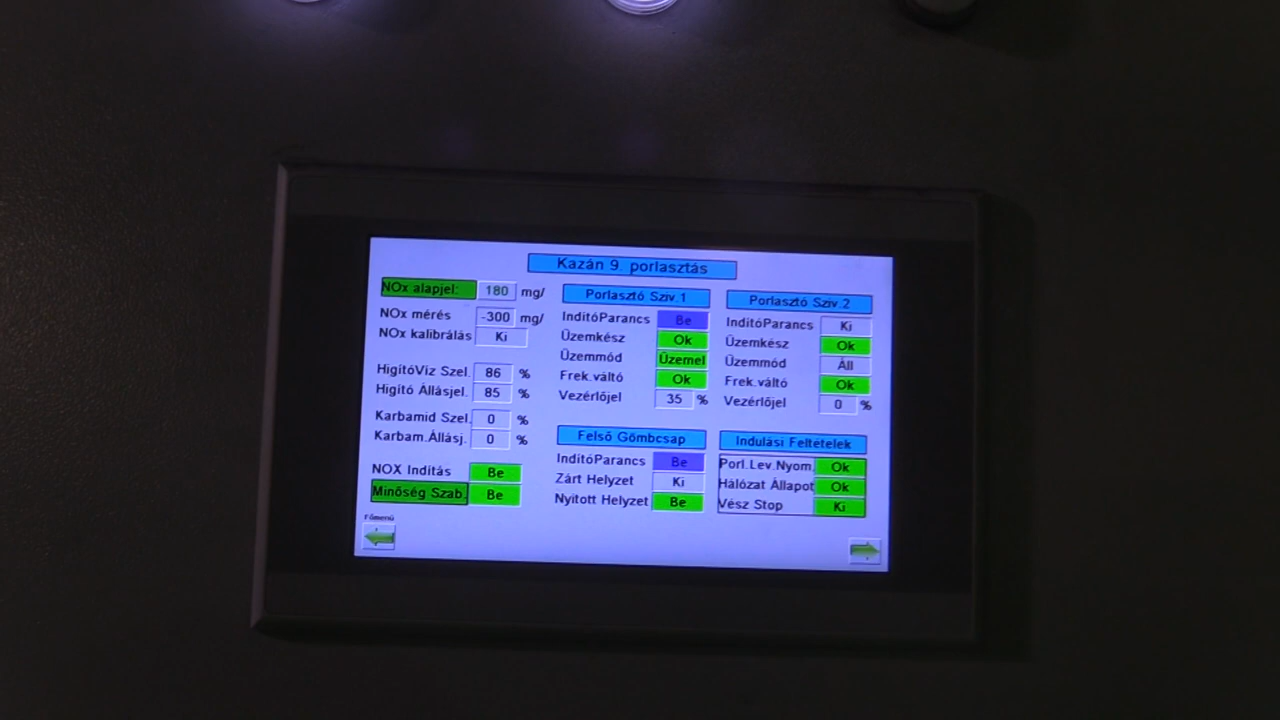 Kazán 9. porlasztás
NOx alapjel: 180 mg/
NOx mérés -300 mg/
NOx kalibrálás Ki
HigítóVíz Szel. 86 %
Higító Állásjel. 85 %
Karbamid Szel. 0 %
Karbam.Állásj. 0 %
NOX Indítás Be
Minőség Szab. Be
Főmenü
Porlasztó Sziv.1
IndítóParancs Be
Üzemkész Ok
Üzemmód Üzemel
Frek.váltó Ok
Vezérlőjel 35 %
Felső Gömbcsap
IndítóParancs Be
Zárt Helyzet Ki
Nyitott Helyzet Be
Porlasztó Sziv.2
IndítóParancs Ki
Üzemkész Ok
Üzemmód Áll
Frek.váltó Ok
Vezérlőjel 0 %
Indulási Feltételek
Porl.Lev.Nyom. Ok
Hálózat Állapot Ok
Vész Stop Ki